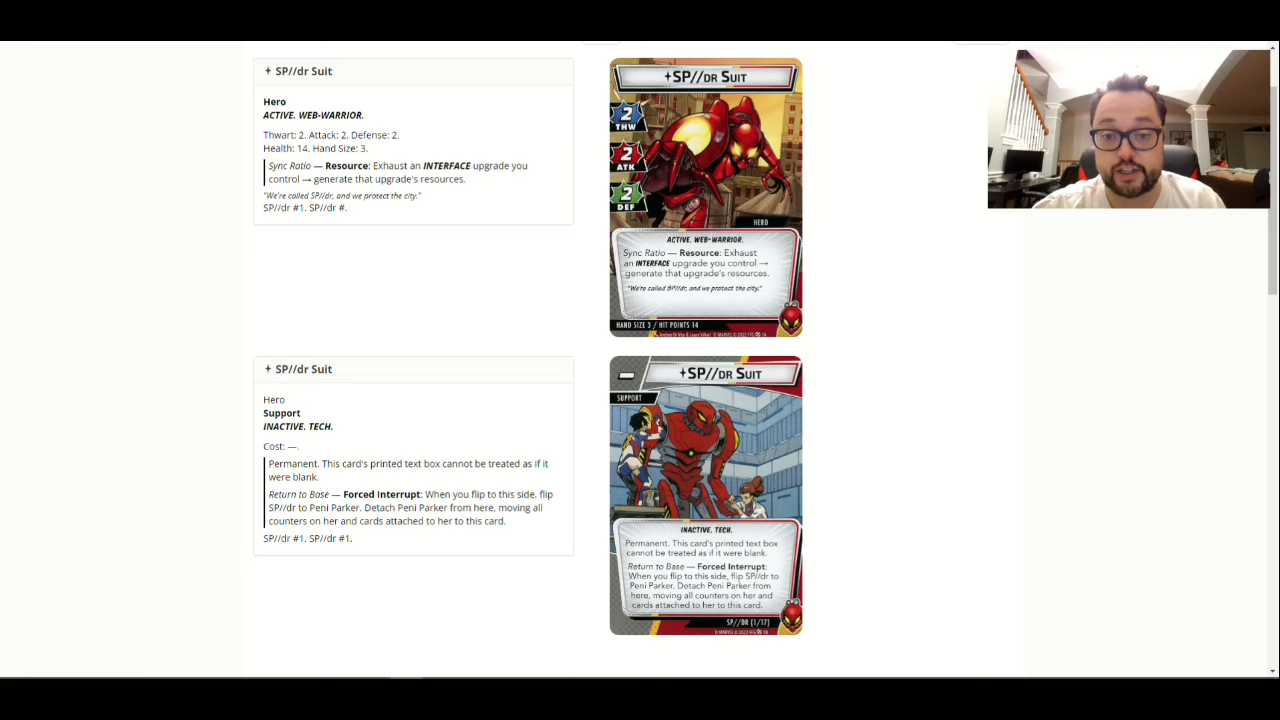 SP//dr Suit
Hero
ACTIVE. WEB-WARRIOR.
Thwart: 2. Attack: 2. Defense: 2.
Health: 14. Hand Size: 3.
Sync Ratio — Resource: Exhaust an INTERFACE upgrade you
control → generate that upgrade's resources.
"We're called SP//dr, and we protect the city."
SP//dr #1. SP//dr #.
SP//DR SUIT
2
THW
2
ATK
2
DEF
HERO
ACTIVE. WEB-WARRIOR.
Sync Ratio — Resource: Exhaust
an INTERFACE upgrade you control →
generate that upgrade's resources.
"We're called SP//dr, and we protect the city."
HAND SIZE 3 / HIT POINTS 14
SP//dr Suit
Hero
Support
INACTIVE. TECH.
Cost: —.
Permanent. This card's printed text box cannot be treated as if it
were blank.
Return to Base — Forced Interrupt: When you flip to this side, flip
SP//dr to Peni Parker. Detach Peni Parker from here, moving all
counters on her and cards attached to her to this card.
SP//dr #1. SP//dr #1.
SP//DR SUIT
SUPPORT
INACTIVE. TECH.
Permanent. This card's printed text box
cannot be treated as if it were blank.
Return to Base — Forced Interrupt:
When you flip to this side, flip SP//dr to
Peni Parker. Detach Peni Parker from
here, moving all counters on her and
cards attached to her to this card.
SP//DR (1/17)